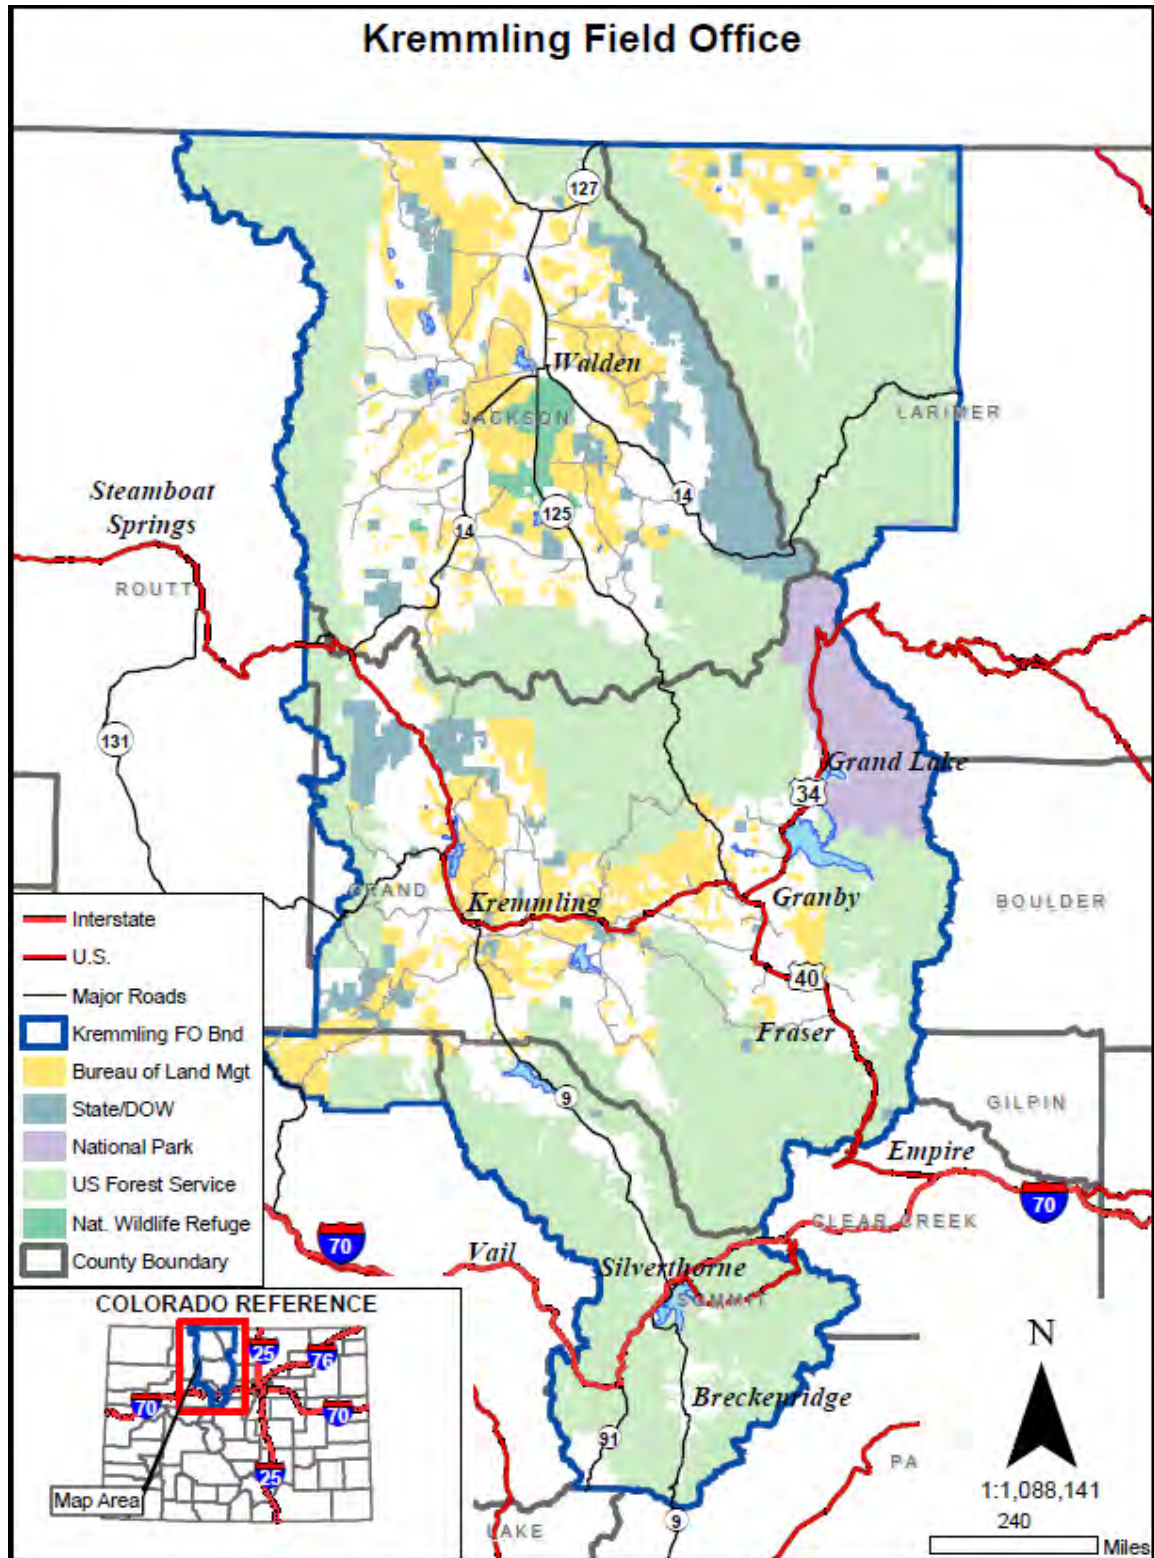 Kremmling Field Office
127
Walden
JACKSON
LARIMER
Steamboat
Springs
14
125
14
ROUTT
131
Grand Lake
34
GRAND
Kremmling
Granby
BOULDER
40
Fraser
9
GILPIN
Empire
70
CLEAR CREEK
70
Vail
Silverthorne
SUMMIT
Breckenridge
91
PA
LAKE
9
Interstate
U.S.
Major Roads
Kremmling FO Bnd
Bureau of Land Mgt
State/DOW
National Park
US Forest Service
Nat. Wildlife Refuge
County Boundary
COLORADO REFERENCE
25
76
70
70
25
Map Area
N
1:1,088,141
240
Miles